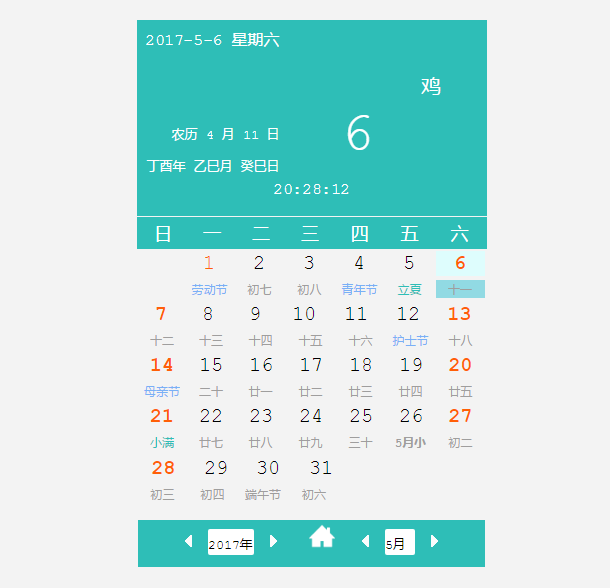 2017-5-6 星期六
鸡
6
农历 4 月 11 日
丁酉年 乙巳月 癸巳日
20:28:12
日 一 二 三 四 五 六
1 2 3 4 5 6
劳动节 初七 初八 青年节 立夏 十一
7 8 9 10 11 12 13
十二 十三 十四 十五 十六 护士节 十八
14 15 16 17 18 19 20
母亲节 二十 廿一 廿二 廿三 廿四 廿五
21 22 23 24 25 26 27
小满 廿七 廿八 廿九 三十 5月小 初二
28 29 30 31
初三 初四 端午节 初六
2017年 5月